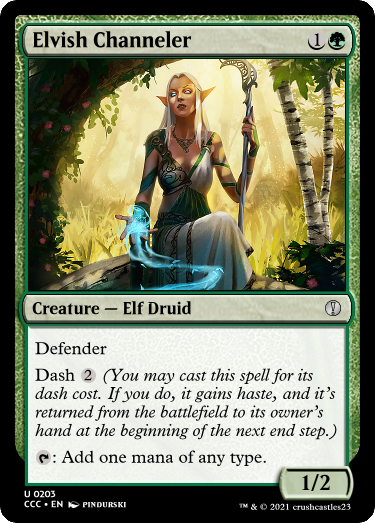 Elvish Channeler 1
Creature — Elf Druid
Defender
Dash 2 (You may cast this spell for its
dash cost. If you do, it gains haste, and it's
returned from the battlefield to its owner's
hand at the beginning of the next end step.)
: Add one mana of any type.
1/2
U 0203
CCC • EN PINDURSKI
™ & © 2021 crushcastles23